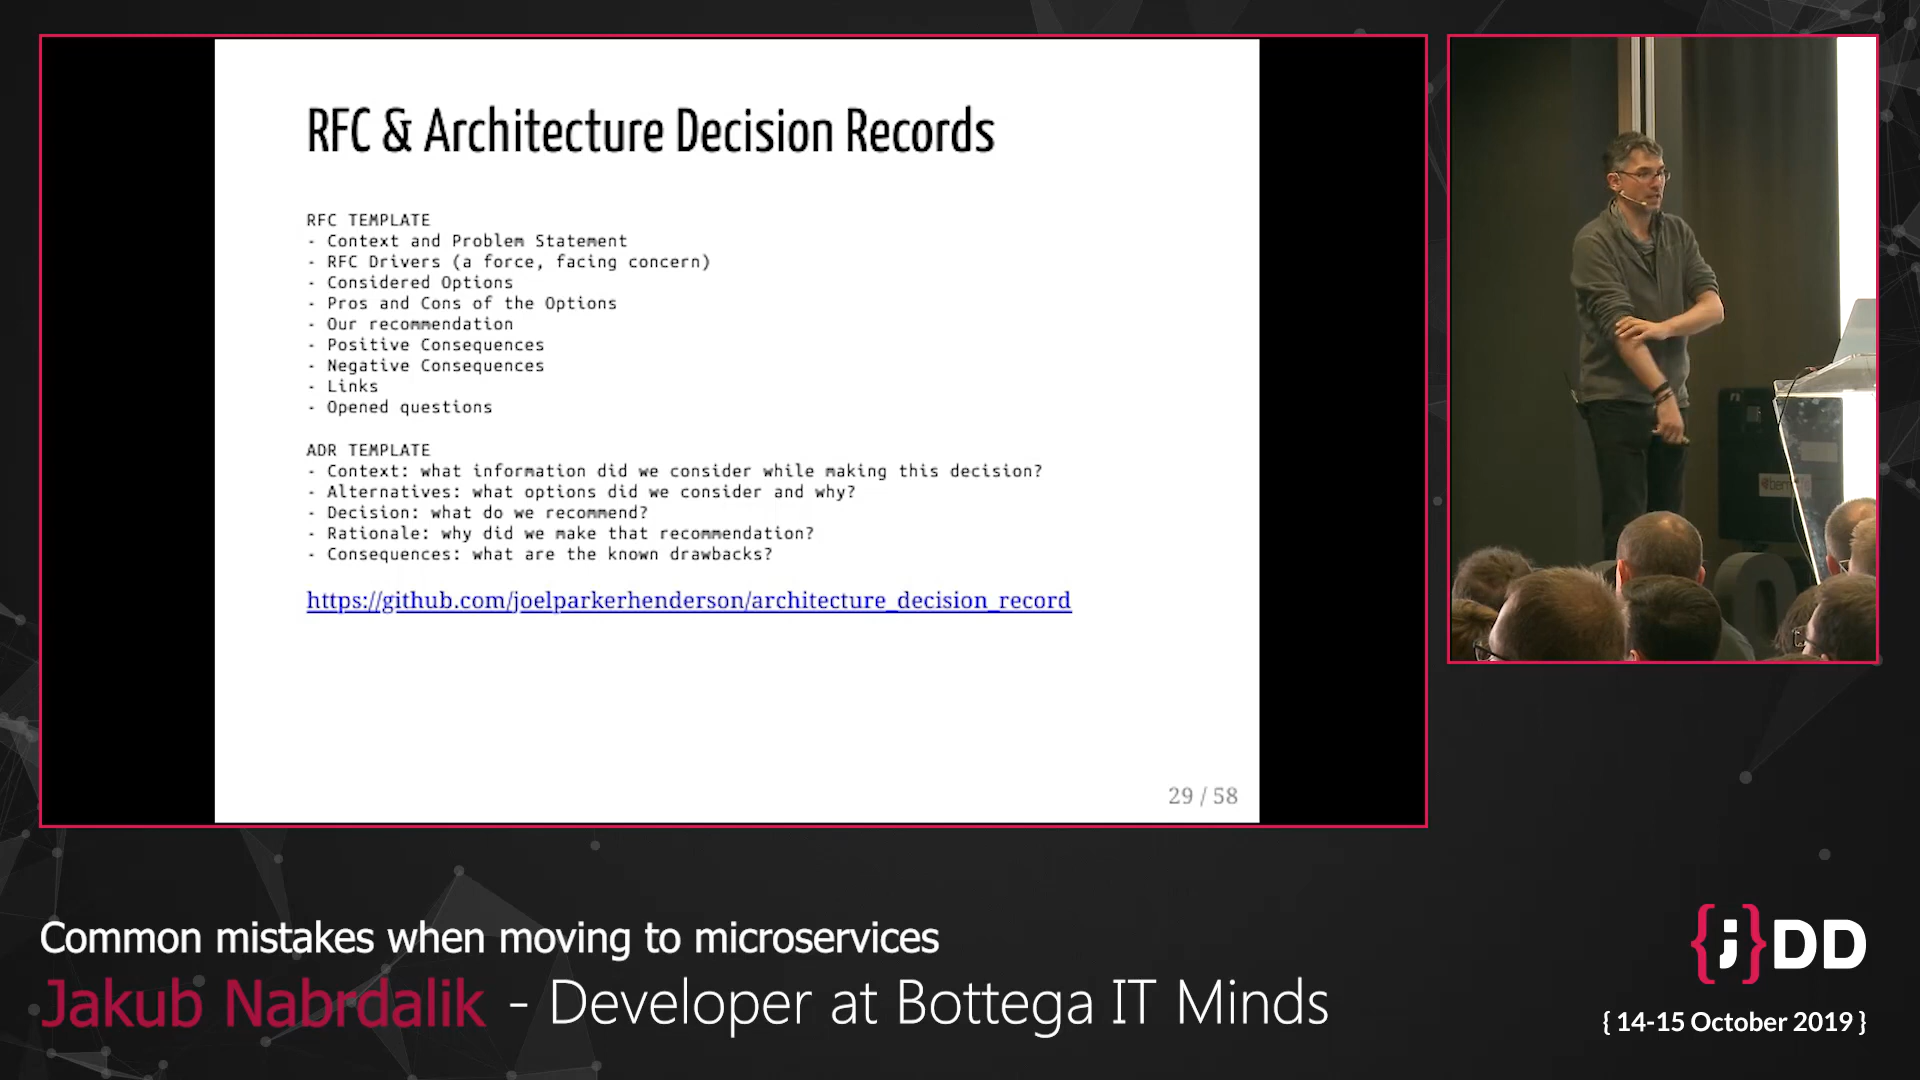 RFC & Architecture Decision Records
RFC TEMPLATE
- Context and Problem Statement
- RFC Drivers (a force, facing concern)
- Considered Options
- Pros and Cons of the Options
- Our recommendation
- Positive Consequences
- Negative Consequences
- Links
- Opened questions
ADR TEMPLATE
- Context: what information did we consider while making this decision?
- Alternatives: what options did we consider and why?
- Decision: what do we recommend?
- Rationale: why did we make that recommendation?
- Consequences: what are the known drawbacks?
https://github.com/joelparkerhenderson/architecture_decision_record
29 / 58
Common mistakes when moving to microservices
Jakub Nabrdalik - Developer at Bottega IT Minds
{;}DD
{ 14-15 October 2019 }